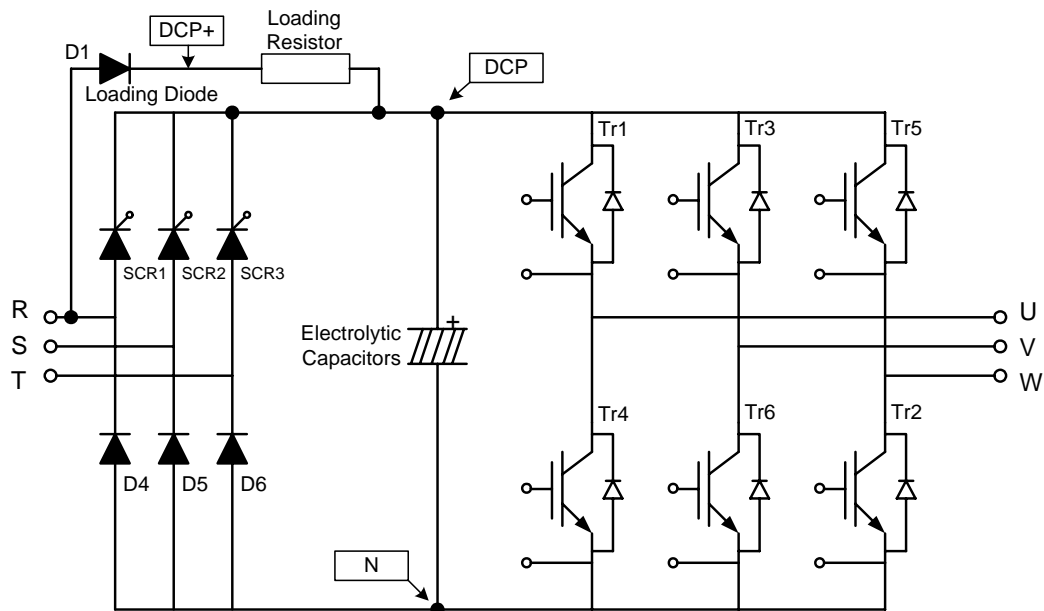 Loading
Resistor
DCP+
D1
DCP
Loading Diode
Tr1
Tr3
Tr5
SCR1
SCR2
SCR3
R
U
+
S
Electrolytic
Capacitors
V
T
W
Tr4
Tr6
Tr2
D4
D5
D6
N